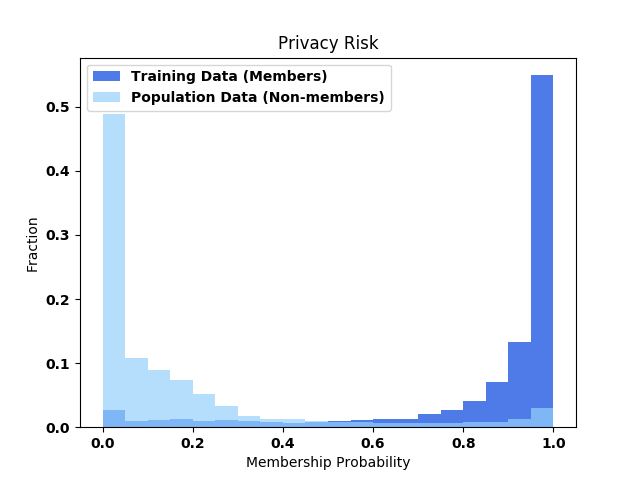 Privacy Risk
Training Data (Members)
Population Data (Non-members)
0.5
0.4
0.3
0.2
0.1
0.0
Fraction
0.0 0.2 0.4 0.6 0.8 1.0
Membership Probability